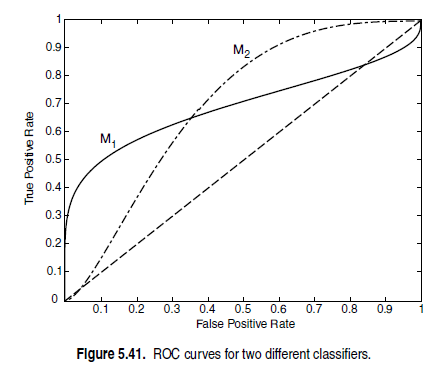 1
0.9
0.8
0.7
0.6
0.5
0.4
0.3
0.2
0.1
0
True Positive Rate
M1
M2
0.1 0.2 0.3 0.4 0.5 0.6 0.7 0.8 0.9 1
False Positive Rate
Figure 5.41. ROC curves for two different classifiers.